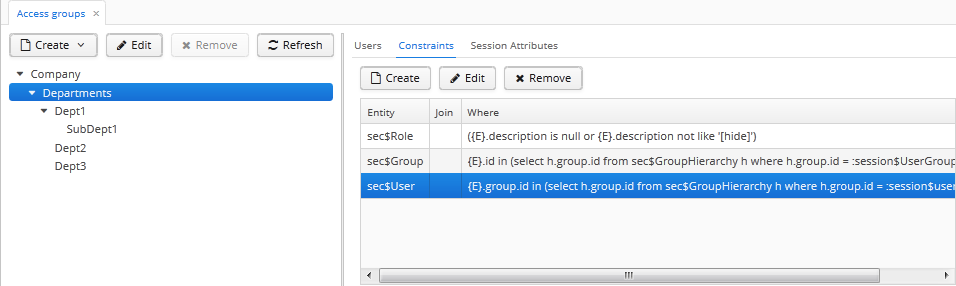 Access groups ×
Create Edit Remove Refresh
Company
Departments
Dept1
SubDept1
Dept2
Dept3
Users Constraints Session Attributes
Create Edit Remove
Entity Join Where
sec$Role ({E}.description is null or {E}.description not like '[hide]')
sec$Group {E}.id in (select h.group.id from sec$GroupHierarchy h where h.group.id = :session$UserGroup
sec$User {E}.group.id in (select h.group.id from sec$GroupHierarchy h where h.group.id = :session$user